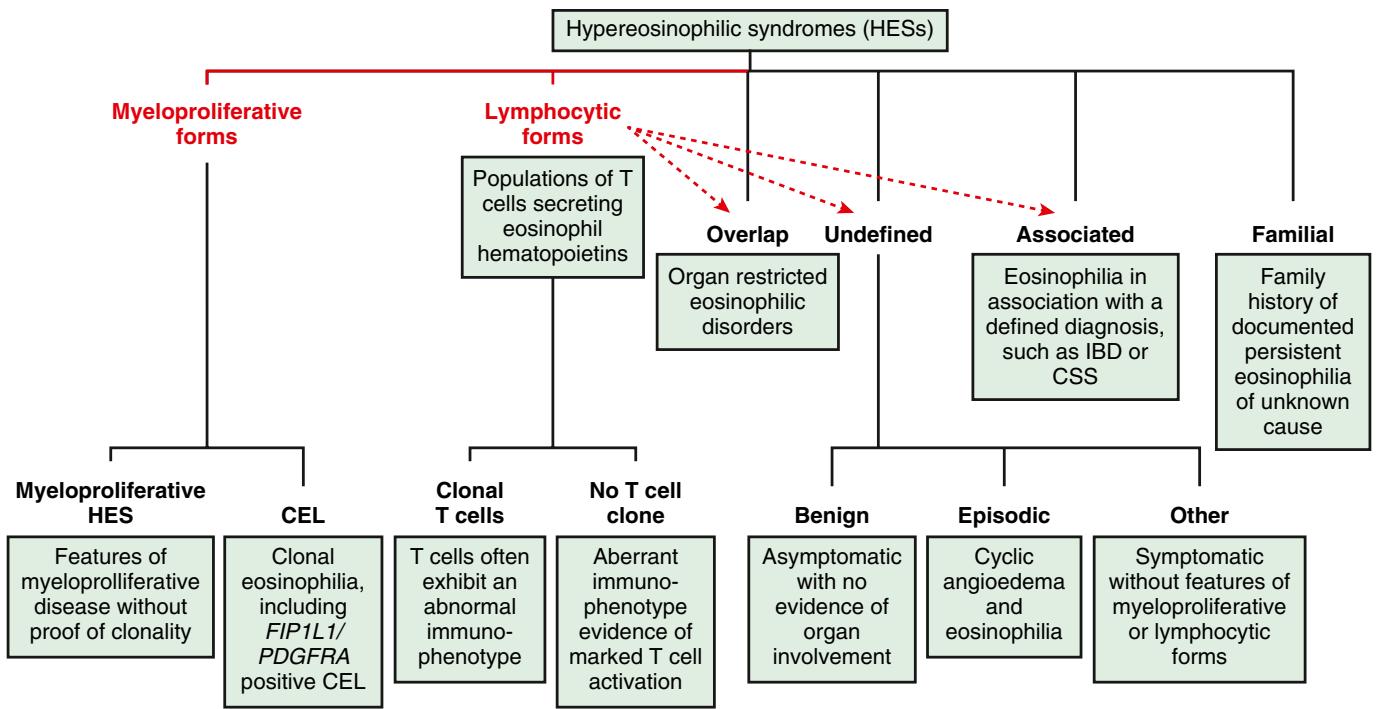 Hypereosinophilic syndromes (HESs)
Myeloproliferative
forms
Lymphocytic
forms
Populations of T
cells secreting
eosinophil
hematopoietins
Overlap
Organ restricted
eosinophilic
disorders
Undefined
Associated
Eosinophilia in
association with a
defined diagnosis,
such as IBD or
CSS
Familial
Family
history of
documented
persistent
eosinophilia
of unknown
cause
Myeloproliferative
HES
Features of
myeloprolliferative
disease without
proof of clonality
CEL
Clonal
eosinophilia,
including
FIP1L1/
PDGFRA
positive CEL
Clonal
T cells
T cells often
exhibit an
abnormal
immuno-
phenotype
No T cell
clone
Aberrant
immuno-
phenotype
evidence of
marked T cell
activation
Benign
Asymptomatic
with no
evidence of
organ
involvement
Episodic
Cyclic
angioedema
and
eosinophilia
Other
Symptomatic
without features of
myeloproliferative
or lymphocytic
forms